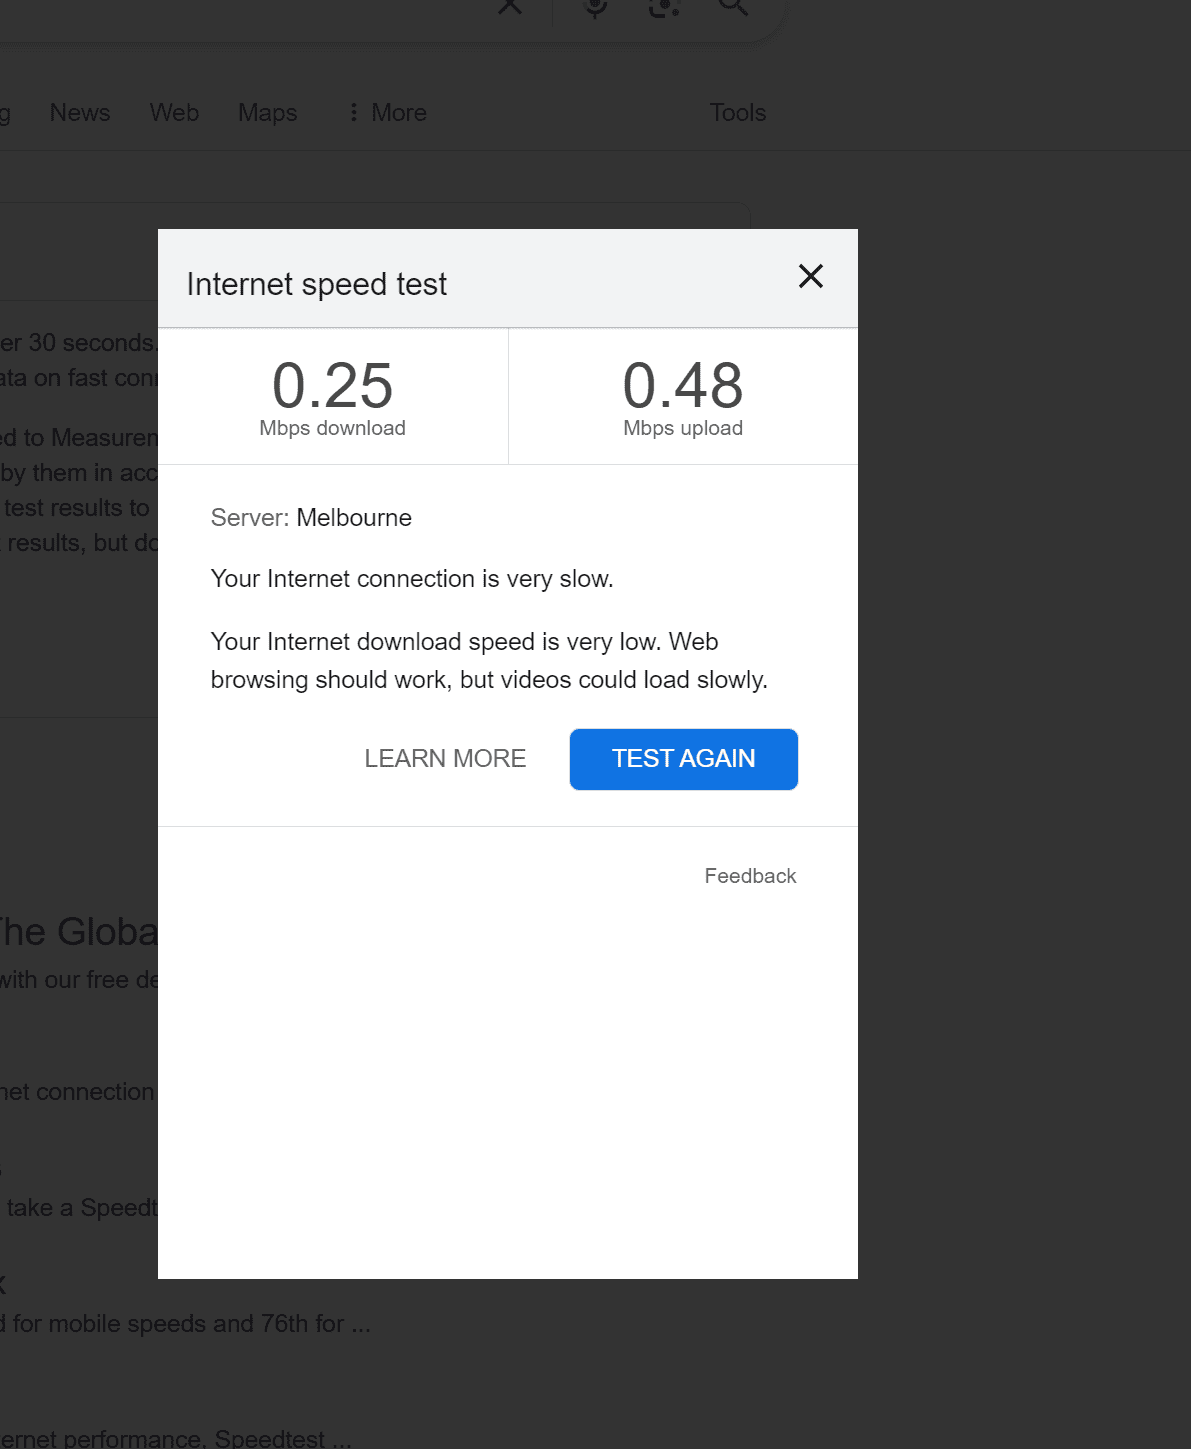 News Web Maps More Tools
Internet speed test
er 30 seconds.
0.25 0.48
Mbps download Mbps upload
ata on fast con
ed to Measurem
by them in acc
test results to
results, but do
Server: Melbourne
Your Internet connection is very slow.
Your Internet download speed is very low. Web
browsing should work, but videos could load slowly.
LEARN MORE TEST AGAIN
Feedback
The Globa
with our free de
net connection
take a Speedt
d for mobile speeds and 76th for ...
ernet performance, Speedtest ...